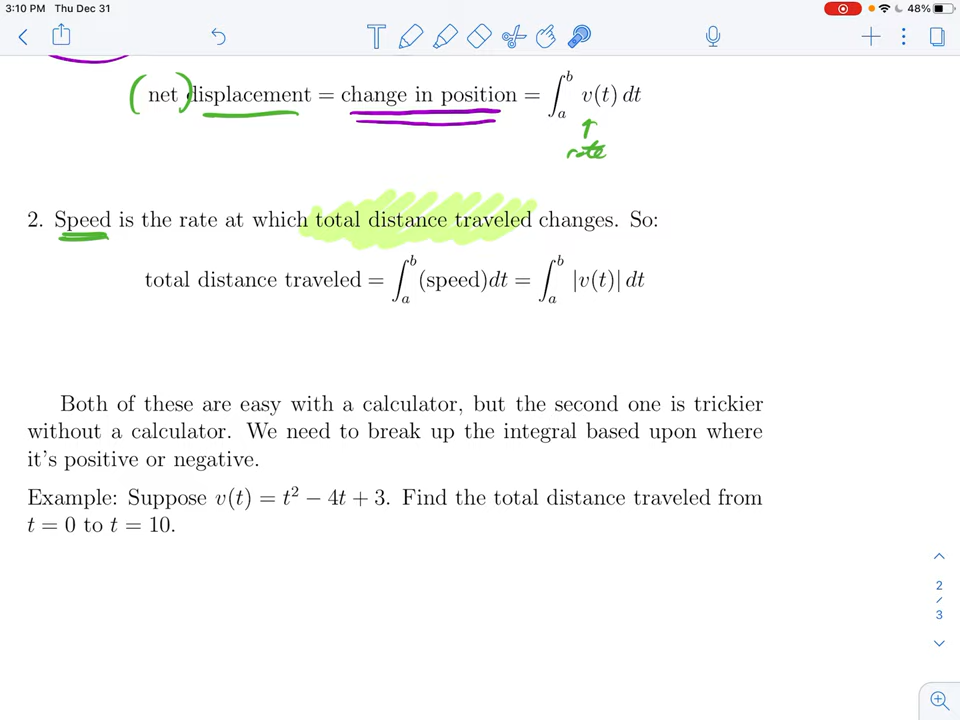 3:10 PM Thu Dec 31
48%
(net) displacement = change in position = ∫_a^b v(t) dt
↑
rate
2. Speed is the rate at which total distance traveled changes. So:
total distance traveled = ∫_a^b (speed)dt = ∫_a^b |v(t)| dt
Both of these are easy with a calculator, but the second one is trickier
without a calculator. We need to break up the integral based upon where
it's positive or negative.
Example: Suppose v(t) = t² − 4t + 3. Find the total distance traveled from
t = 0 to t = 10.
2
/
3